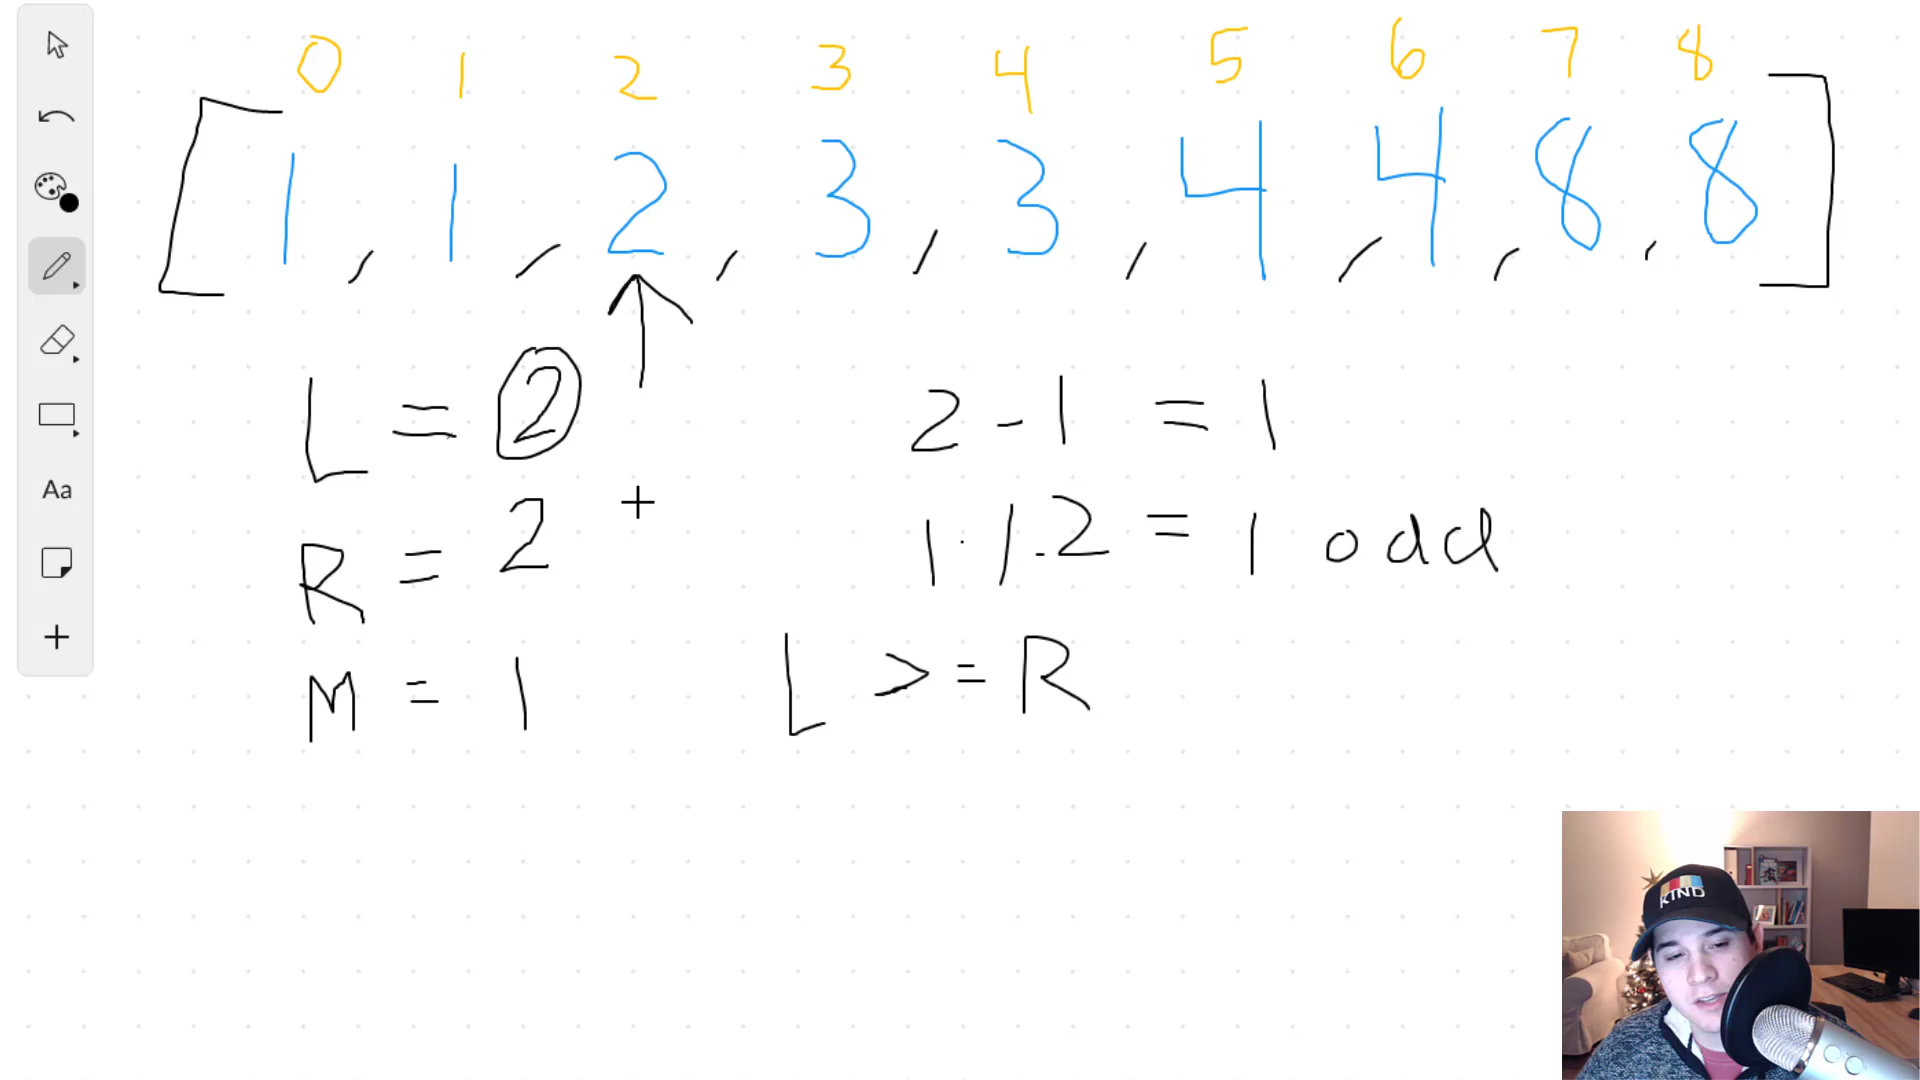 0 1 2 3 4 5 6 7 8
[1, 1, 2, 3, 3, 4, 4, 8, 8]
L = 2
2 - 1 = 1
R = 2
1 . 1 . 2 = 1 odd
M = 1
L > = R
Aa
KIND